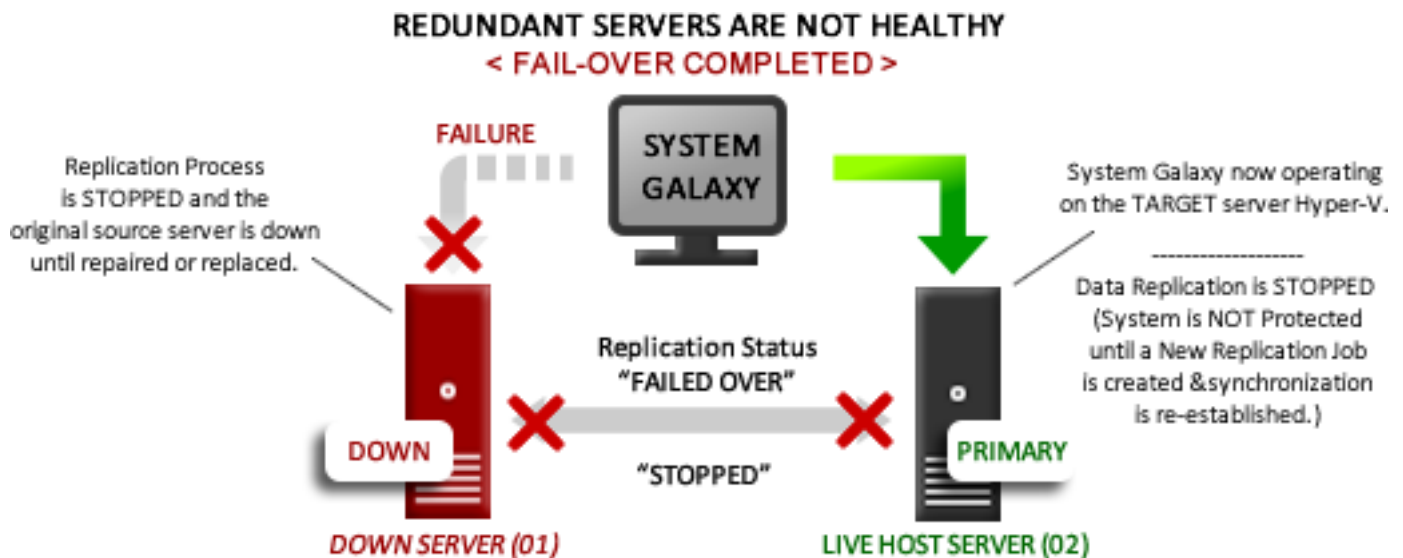 REDUNDANT SERVERS ARE NOT HEALTHY
< FAIL-OVER COMPLETED >
FAILURE
SYSTEM
GALAXY
Replication Process
is STOPPED and the
original source server is down
until repaired or replaced.
System Galaxy now operating
on the TARGET server Hyper-V.
-------------------
Data Replication is STOPPED
(System is NOT Protected
until a New Replication Job
is created &synchronization
is re-established.)
Replication Status
“FAILED OVER”
“STOPPED”
DOWN
PRIMARY
DOWN SERVER (01)
LIVE HOST SERVER (02)